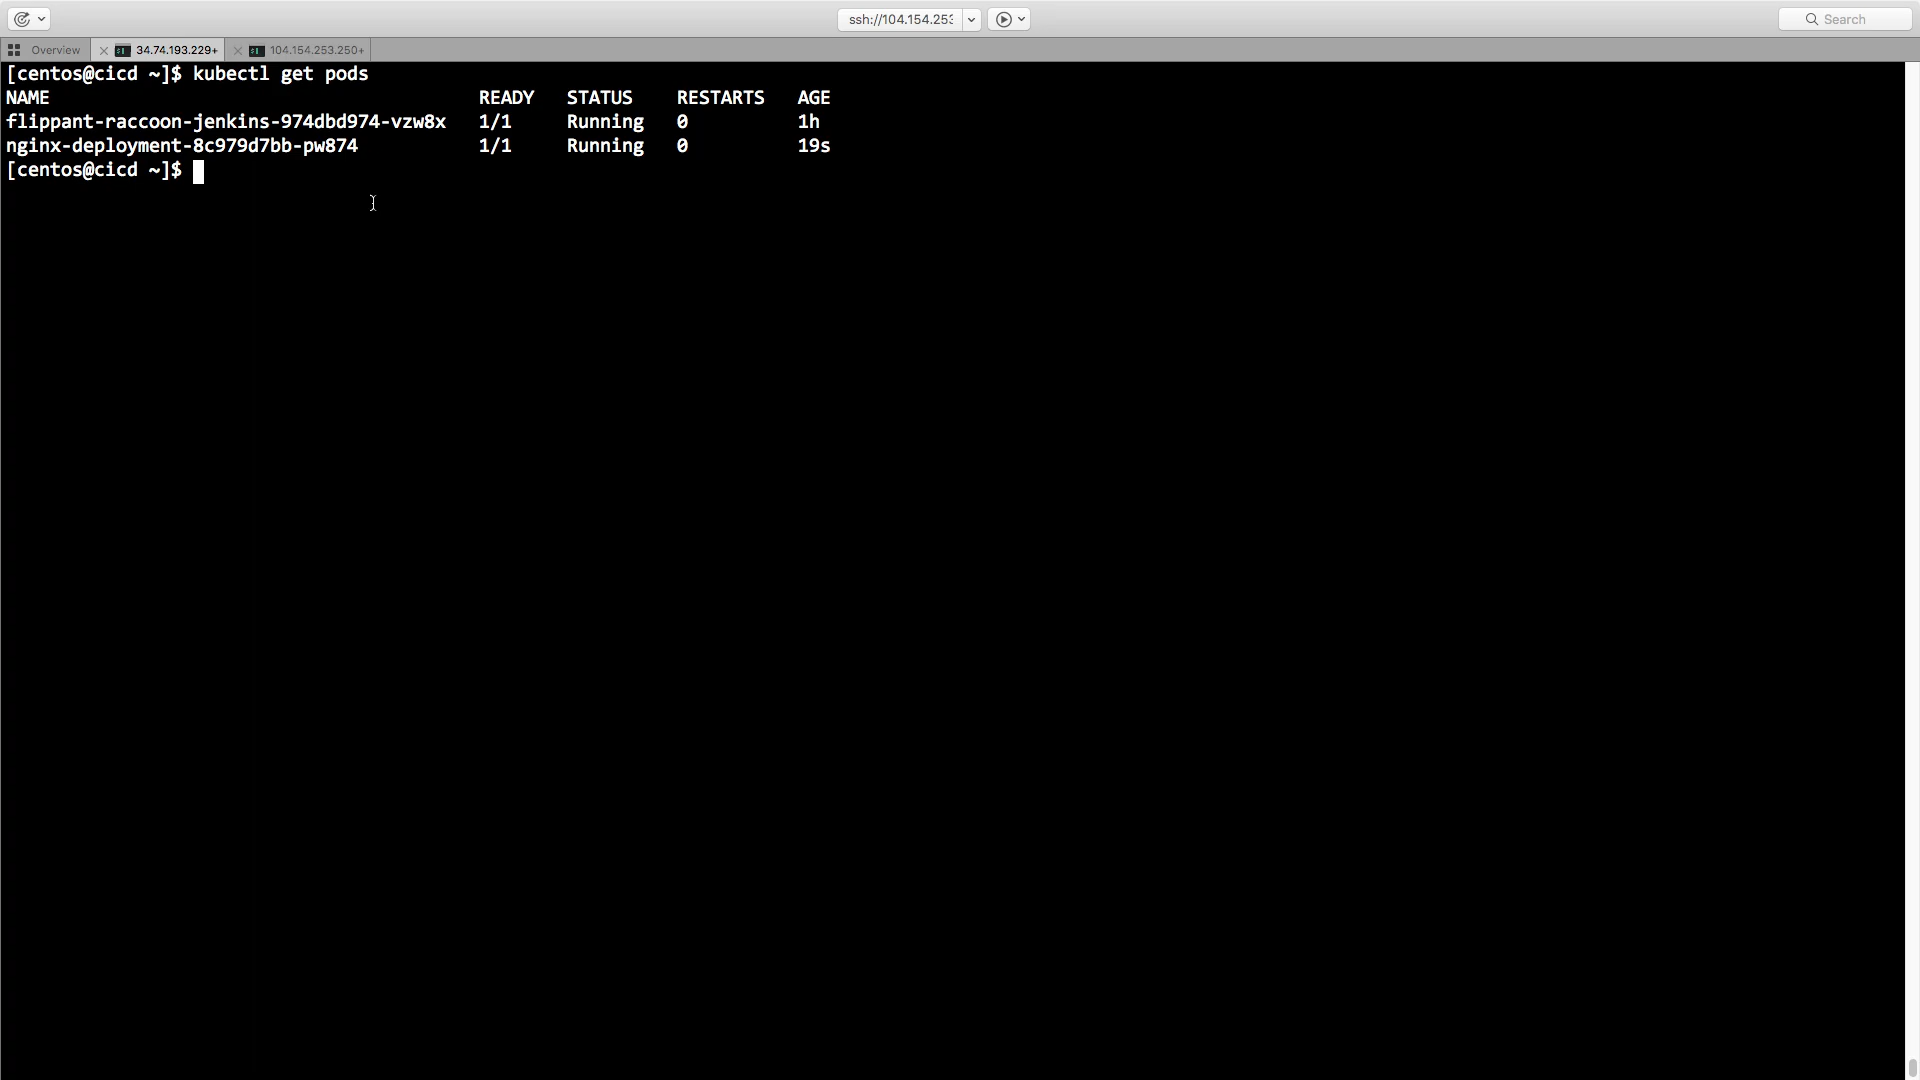 ssh://104.154.253
Search
Overview
34.74.193.229+
104.154.253.250+
[centos@cicd ~]$ kubectl get pods
NAME READY STATUS RESTARTS AGE
flippant-raccoon-jenkins-974dbd974-vzw8x 1/1 Running 0 1h
nginx-deployment-8c979d7bb-pw874 1/1 Running 0 19s
[centos@cicd ~]$